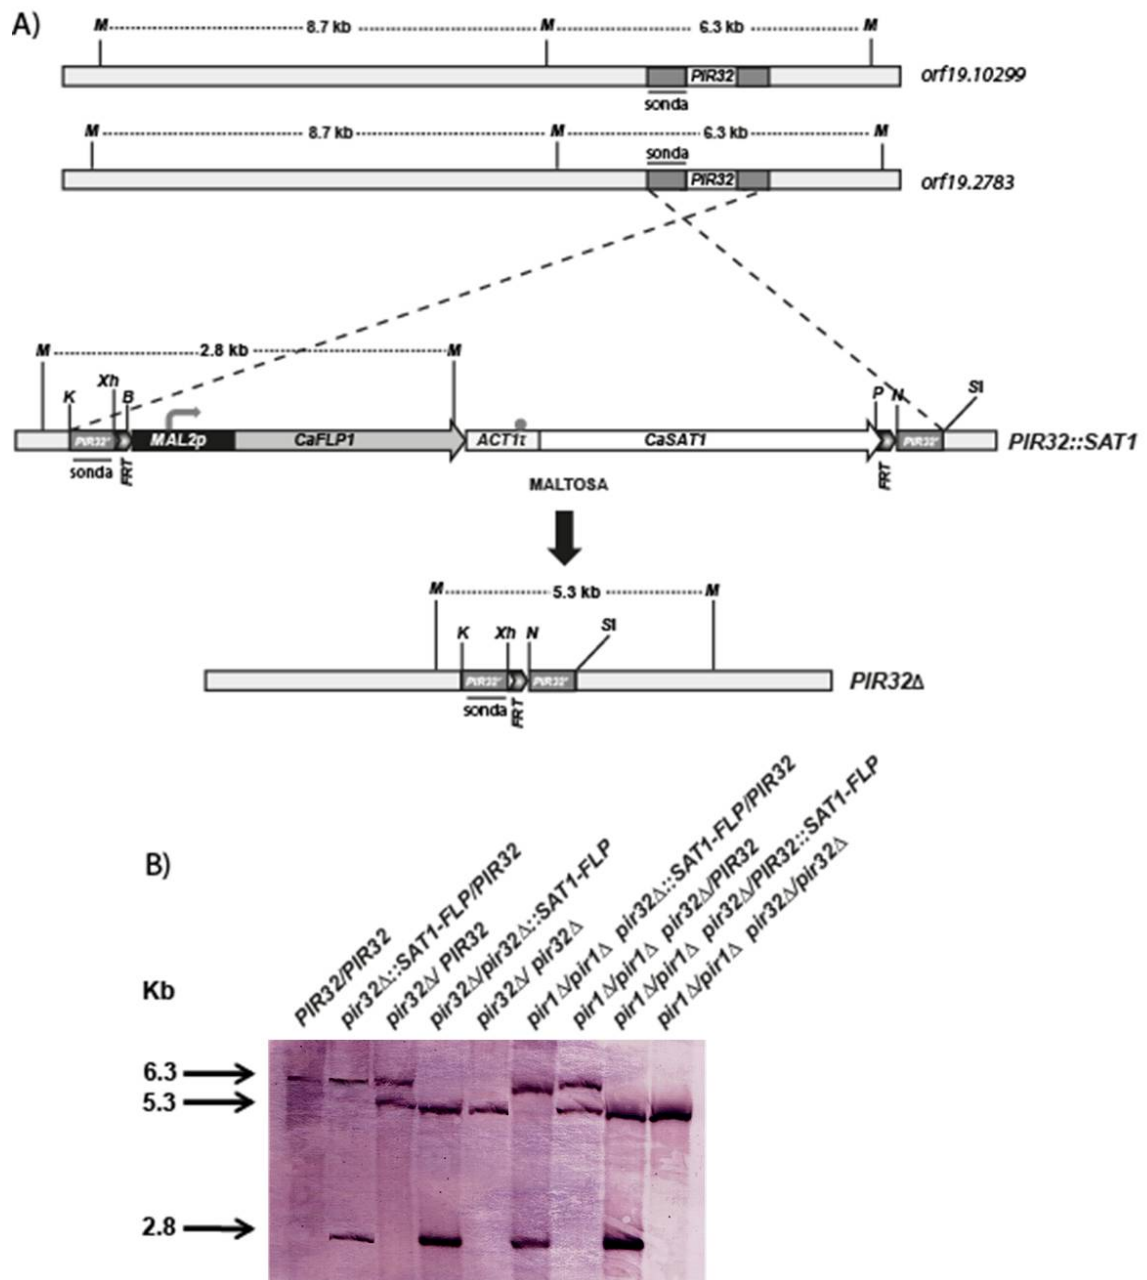 A)
M 8.7 kb M 6.3 kb M
PIR32 orf19.10299
sonda
M 8.7 kb M 6.3 kb M
sonda
PIR32 orf19.2783
M 2.8 kb M
K Xh B P N SI
PIR32' MAL2p CaFLP1 ACT1t CaSAT1 PIR32' PIR32::SAT1
sonda FRT FRT
MALTOSA
M 5.3 kb M
K Xh N SI
PIR32' PIR32' PIR32Δ
sonda FRT
B)
PIR32/PIR32
pir32Δ::SAT1-FLP/PIR32
pir32Δ/ PIR32
pir32Δ/pir32Δ::SAT1-FLP
pir32Δ/ pir32Δ
pir1Δ/pir1Δ pir32Δ::SAT1-FLP/PIR32
pir1Δ/pir1Δ pir32Δ/PIR32
pir1Δ/pir1Δ pir32Δ/PIR32::SAT1-FLP
pir1Δ/pir1Δ pir32Δ/pir32Δ
Kb
6.3
5.3
2.8